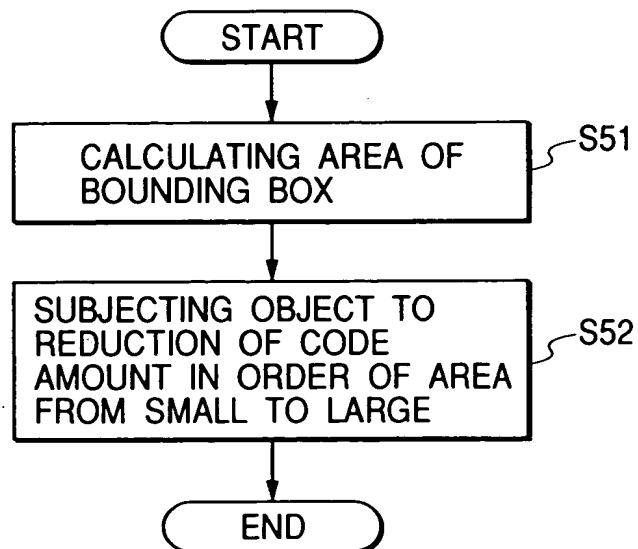 START
CALCULATING AREA OF
BOUNDING BOX
S51
SUBJECTING OBJECT TO
REDUCTION OF CODE
AMOUNT IN ORDER OF AREA
FROM SMALL TO LARGE
S52
END